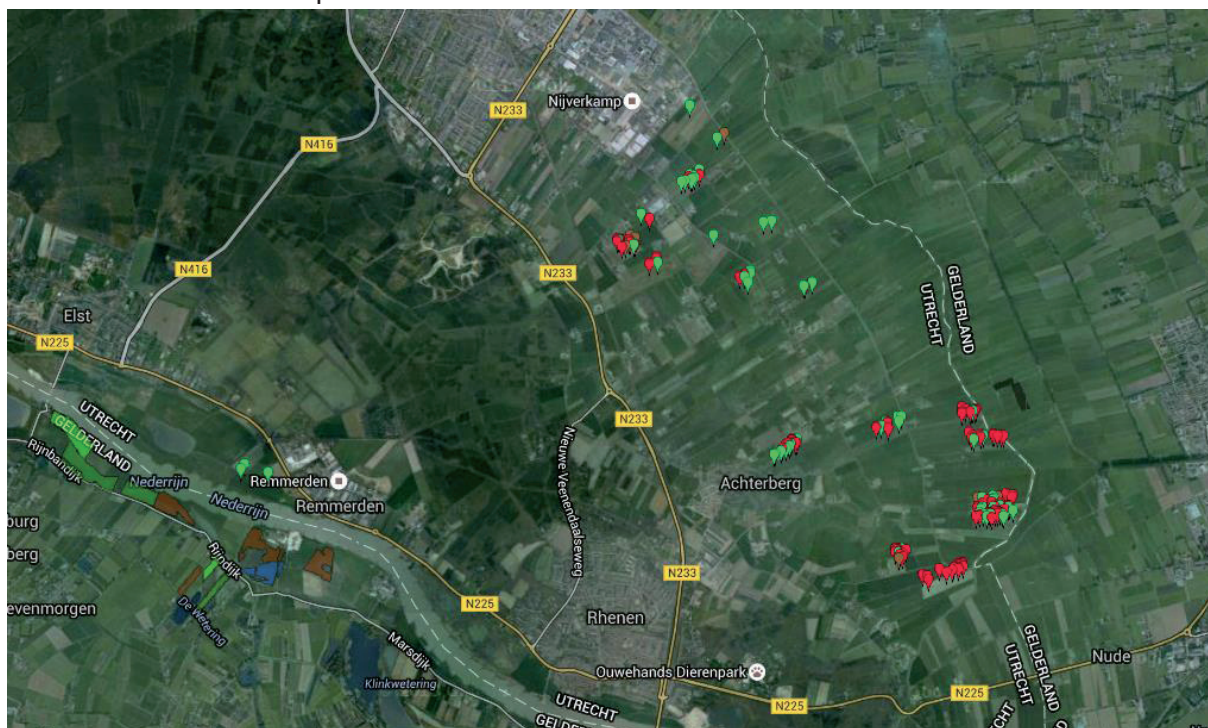 Nijverkamp
N233
N416
N416
N233
GELDERLAND
UTRECHT
Elst
N225
N233
UTRECHT
GELDERLAND
Rijnbandijk
Nederrijn
Nederrijn
Remmerden
Remmerden
Nieuwe Veenendaalseweg
Achterberg
burg
berg
Rijndijk
De Wetering
evenmorgen
N233
N225
Rhenen
Marsdijk
Klinkwetering
Ouwehands Dierenpark
GELDERLAND
UTRECHT
Nude
N225
N225
UTRECHT